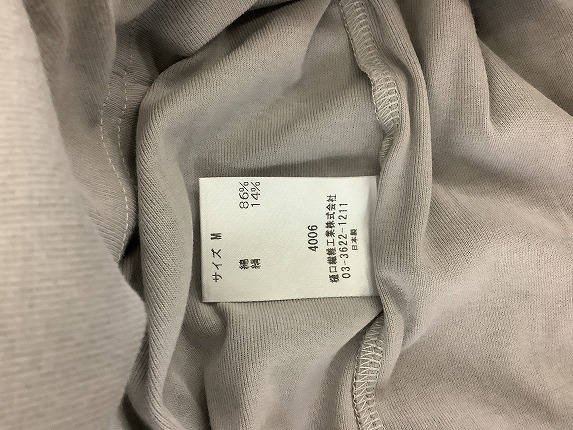 サイズ M
綿 86%
絹 14%
4006
樋口繊維工業株式会社
03-3622-1211
日本製